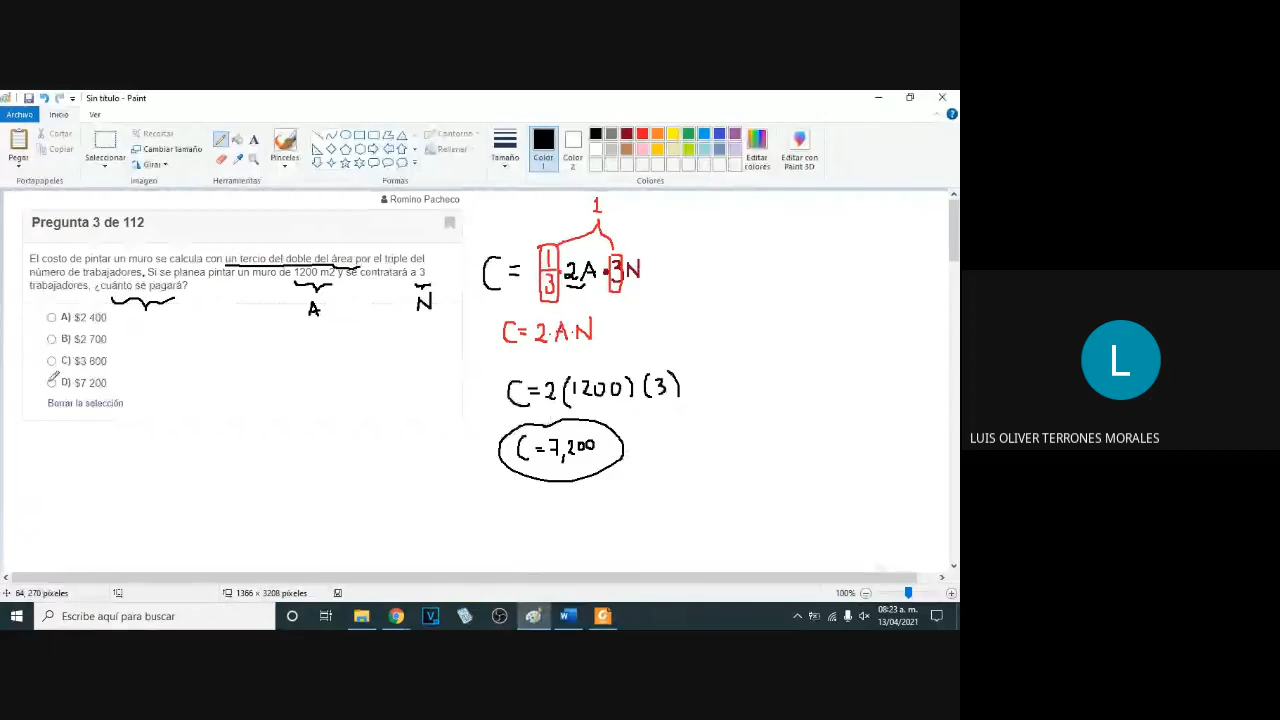 Sin título - Paint
Archivo Inicio Ver
Pegar
Cortar
Copiar
Portapapeles
Seleccionar
Recortar
Cambiar tamaño
Girar
Imagen
A
Herramientas
Pinceles
Contorno
Rellenar
Formas
Tamaño
Color 1
Color 2
Editar colores
Editar con Paint 3D
Colores
Romino Pacheco
Pregunta 3 de 112
El costo de pintar un muro se calcula con un tercio del doble del área por el triple del
número de trabajadores. Si se planea pintar un muro de 1200 m2 y se contratará a 3
trabajadores, ¿cuánto se pagará?
A N
A) $2 400
B) $2 700
C) $3 600
D) $7 200
Borrar la selección
1
C = 1/3 · 2A · 3N
C = 2·A·N
C = 2(1200)(3)
C = 7,200
L
LUIS OLIVER TERRONES MORALES
64, 270 píxeles
1366 × 3208 píxeles
100%
Escribe aquí para buscar
08:23 a. m.
13/04/2021